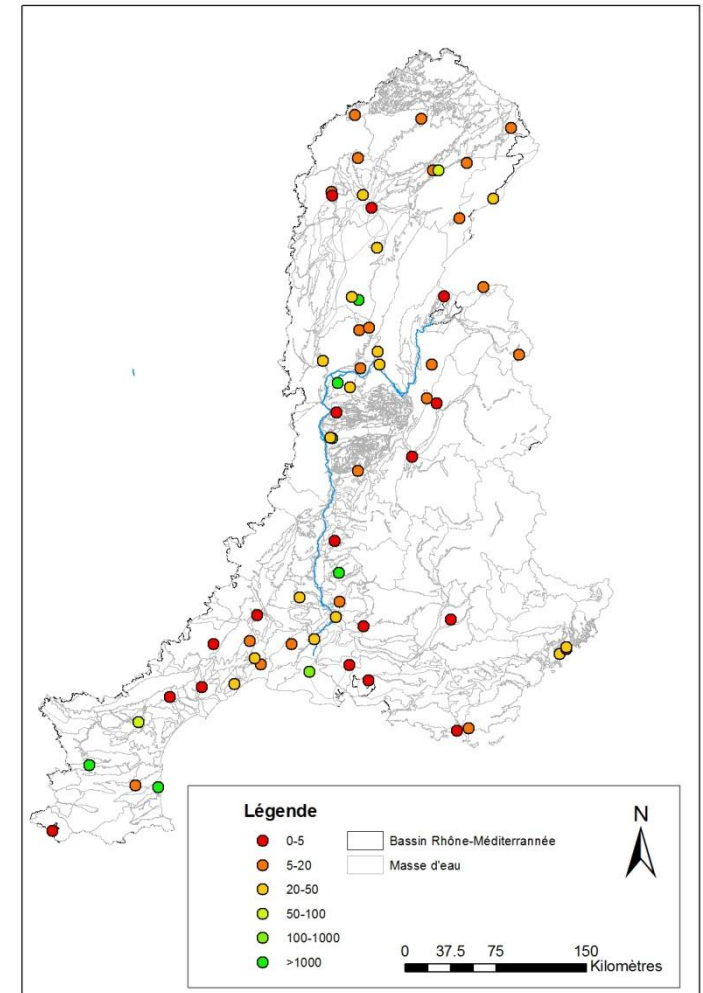 Légende
0-5
Bassin Rhône-Méditerrannée
5-20
Masse d'eau
20-50
50-100
100-1000
>1000
N
0 37.5 75 150
Kilomètres